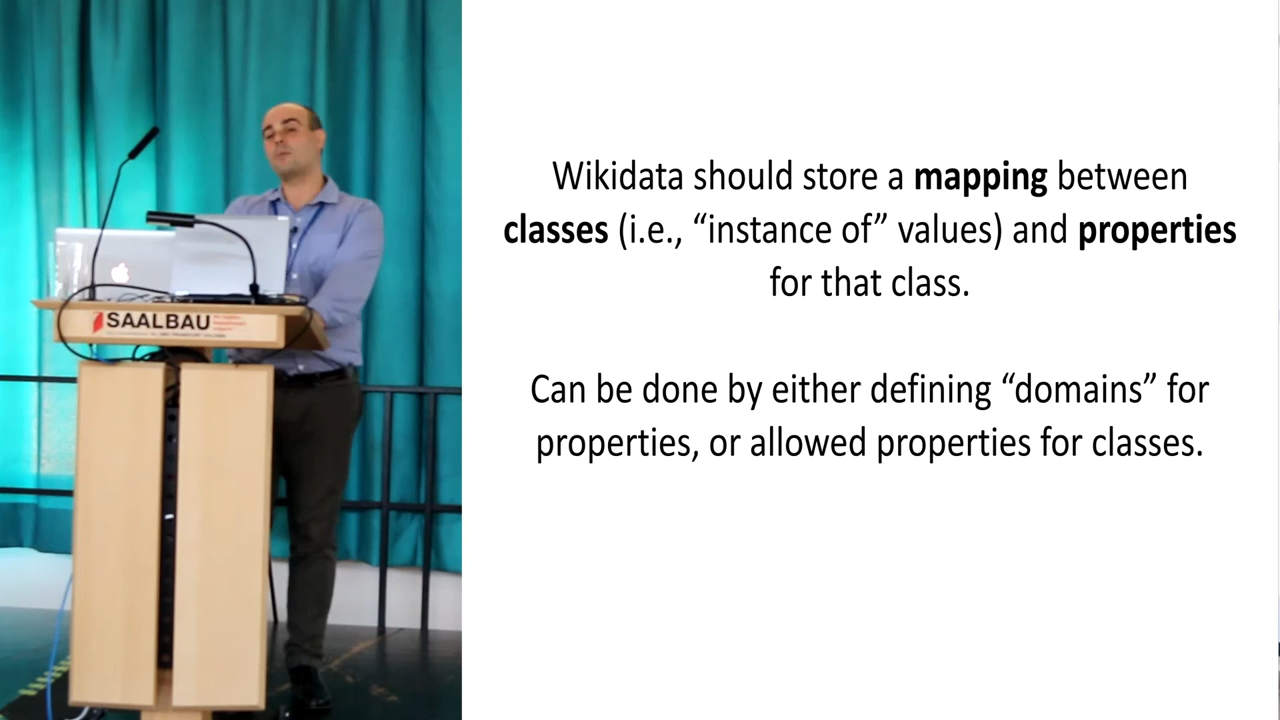 Wikidata should store a mapping between
classes (i.e., “instance of” values) and properties
for that class.
Can be done by either defining “domains” for
properties, or allowed properties for classes.
SAALBAU